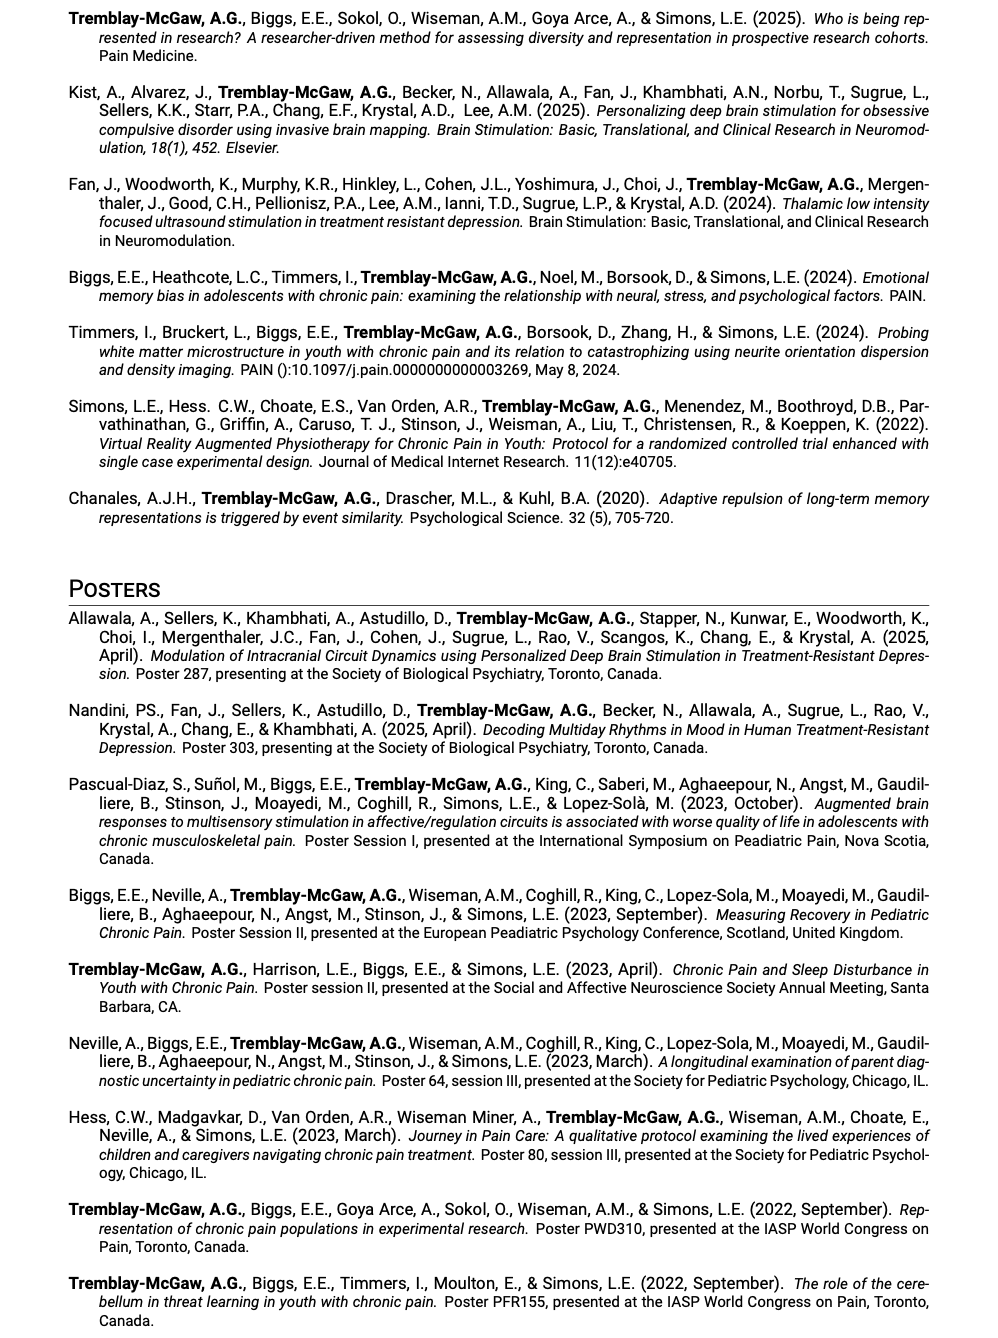 Tremblay-McGaw, A.G., Biggs, E.E., Sokol, O., Wiseman, A.M., Goya Arce, A., & Simons, L.E. (2025). Who is being rep-
resented in research? A researcher-driven method for assessing diversity and representation in prospective research cohorts.
Pain Medicine.
Kist, A., Alvarez, J., Tremblay-McGaw, A.G., Becker, N., Allawala, A., Fan, J., Khambhati, A.N., Norbu, T., Sugrue, L.,
Sellers, K.K., Starr, P.A., Chang, E.F., Krystal, A.D., Lee, A.M. (2025). Personalizing deep brain stimulation for obsessive
compulsive disorder using invasive brain mapping. Brain Stimulation: Basic, Translational, and Clinical Research in Neuromod-
ulation, 18(1), 452. Elsevier.
Fan, J., Woodworth, K., Murphy, K.R., Hinkley, L., Cohen, J.L., Yoshimura, J., Choi, J., Tremblay-McGaw, A.G., Mergen-
thaler, J., Good, C.H., Pellionisz, P.A., Lee, A.M., Ianni, T.D., Sugrue, L.P., & Krystal, A.D. (2024). Thalamic low intensity
focused ultrasound stimulation in treatment resistant depression. Brain Stimulation: Basic, Translational, and Clinical Research
in Neuromodulation.
Biggs, E.E., Heathcote, L.C., Timmers, I., Tremblay-McGaw, A.G., Noel, M., Borsook, D., & Simons, L.E. (2024). Emotional
memory bias in adolescents with chronic pain: examining the relationship with neural, stress, and psychological factors. PAIN.
Timmers, I., Bruckert, L., Biggs, E.E., Tremblay-McGaw, A.G., Borsook, D., Zhang, H., & Simons, L.E. (2024). Probing
white matter microstructure in youth with chronic pain and its relation to catastrophizing using neurite orientation dispersion
and density imaging. PAIN ():10.1097/j.pain.0000000000003269, May 8, 2024.
Simons, L.E., Hess. C.W., Choate, E.S., Van Orden, A.R., Tremblay-McGaw, A.G., Menendez, M., Boothroyd, D.B., Par-
vathinathan, G., Griffin, A., Caruso, T. J., Stinson, J., Weisman, A., Liu, T., Christensen, R., & Koeppen, K. (2022).
Virtual Reality Augmented Physiotherapy for Chronic Pain in Youth: Protocol for a randomized controlled trial enhanced with
single case experimental design. Journal of Medical Internet Research. 11(12):e40705.
Chanales, A.J.H., Tremblay-McGaw, A.G., Drascher, M.L., & Kuhl, B.A. (2020). Adaptive repulsion of long-term memory
representations is triggered by event similarity. Psychological Science. 32 (5), 705-720.
POSTERS
Allawala, A., Sellers, K., Khambhati, A., Astudillo, D., Tremblay-McGaw, A.G., Stapper, N., Kunwar, E., Woodworth, K.,
Choi, I., Mergenthaler, J.C., Fan, J., Cohen, J., Sugrue, L., Rao, V., Scangos, K., Chang, E., & Krystal, A. (2025,
April). Modulation of Intracranial Circuit Dynamics using Personalized Deep Brain Stimulation in Treatment-Resistant Depres-
sion. Poster 287, presenting at the Society of Biological Psychiatry, Toronto, Canada.
Nandini, PS., Fan, J., Sellers, K., Astudillo, D., Tremblay-McGaw, A.G., Becker, N., Allawala, A., Sugrue, L., Rao, V.,
Krystal, A., Chang, E., & Khambhati, A. (2025, April). Decoding Multiday Rhythms in Mood in Human Treatment-Resistant
Depression. Poster 303, presenting at the Society of Biological Psychiatry, Toronto, Canada.
Pascual-Diaz, S., Suñol, M., Biggs, E.E., Tremblay-McGaw, A.G., King, C., Saberi, M., Aghaeepour, N., Angst, M., Gaudil-
liere, B., Stinson, J., Moayedi, M., Coghill, R., Simons, L.E., & Lopez-Solà, M. (2023, October). Augmented brain
responses to multisensory stimulation in affective/regulation circuits is associated with worse quality of life in adolescents with
chronic musculoskeletal pain. Poster Session I, presented at the International Symposium on Peadiatric Pain, Nova Scotia,
Canada.
Biggs, E.E., Neville, A., Tremblay-McGaw, A.G., Wiseman, A.M., Coghill, R., King, C., Lopez-Sola, M., Moayedi, M., Gaudil-
liere, B., Aghaeepour, N., Angst, M., Stinson, J., & Simons, L.E. (2023, September). Measuring Recovery in Pediatric
Chronic Pain. Poster Session II, presented at the European Peadiatric Psychology Conference, Scotland, United Kingdom.
Tremblay-McGaw, A.G., Harrison, L.E., Biggs, E.E., & Simons, L.E. (2023, April). Chronic Pain and Sleep Disturbance in
Youth with Chronic Pain. Poster session II, presented at the Social and Affective Neuroscience Society Annual Meeting, Santa
Barbara, CA.
Neville, A., Biggs, E.E., Tremblay-McGaw, A.G., Wiseman, A.M., Coghill, R., King, C., Lopez-Sola, M., Moayedi, M., Gaudil-
liere, B., Aghaeepour, N., Angst, M., Stinson, J., & Simons, L.E. (2023, March). A longitudinal examination of parent diag-
nostic uncertainty in pediatric chronic pain. Poster 64, session III, presented at the Society for Pediatric Psychology, Chicago, IL.
Hess, C.W., Madgavkar, D., Van Orden, A.R., Wiseman Miner, A., Tremblay-McGaw, A.G., Wiseman, A.M., Choate, E.,
Neville, A., & Simons, L.E. (2023, March). Journey in Pain Care: A qualitative protocol examining the lived experiences of
children and caregivers navigating chronic pain treatment. Poster 80, session III, presented at the Society for Pediatric Psychol-
ogy, Chicago, IL.
Tremblay-McGaw, A.G., Biggs, E.E., Goya Arce, A., Sokol, O., Wiseman, A.M., & Simons, L.E. (2022, September). Rep-
resentation of chronic pain populations in experimental research. Poster PWD310, presented at the IASP World Congress on
Pain, Toronto, Canada.
Tremblay-McGaw, A.G., Biggs, E.E., Timmers, I., Moulton, E., & Simons, L.E. (2022, September). The role of the cere-
bellum in threat learning in youth with chronic pain. Poster PFR155, presented at the IASP World Congress on Pain, Toronto,
Canada.